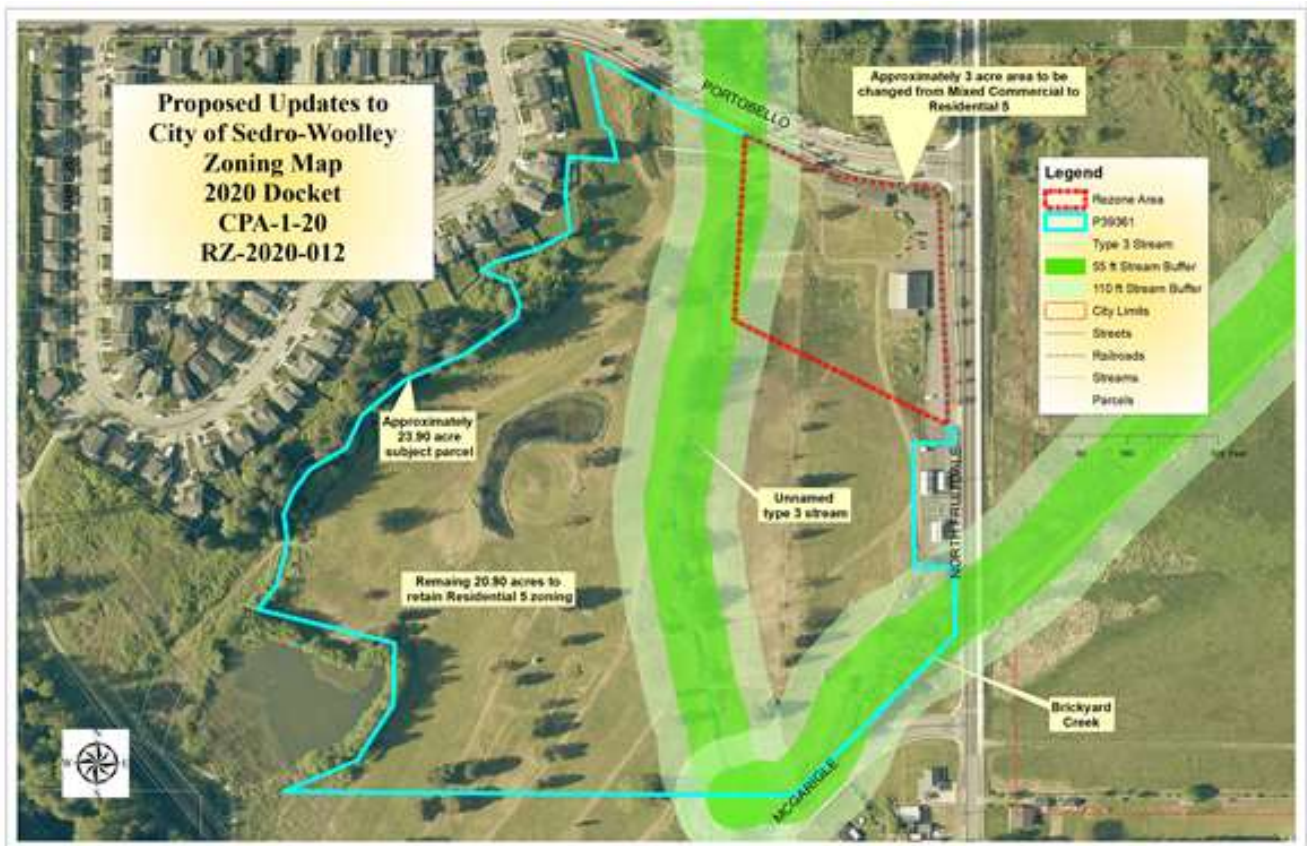 Proposed Updates to
City of Sedro-Woolley
Zoning Map
2020 Docket
CPA-1-20
RZ-2020-012
PORTOBELLO
Approximately 3 acre area to be
changed from Mixed Commercial to
Residential 5
Legend
Rezone Area
P39361
Type 3 Stream
55 ft Stream Buffer
110 ft Stream Buffer
City Limits
Streets
Railroads
Streams
Parcels
Approximately
23.90 acre
subject parcel
Unnamed
type 3 stream
NORTH FRUITDALE
Remaing 20.90 acres to
retain Residential 5 zoning
Brickyard
Creek
MCGARIGLE
W
E